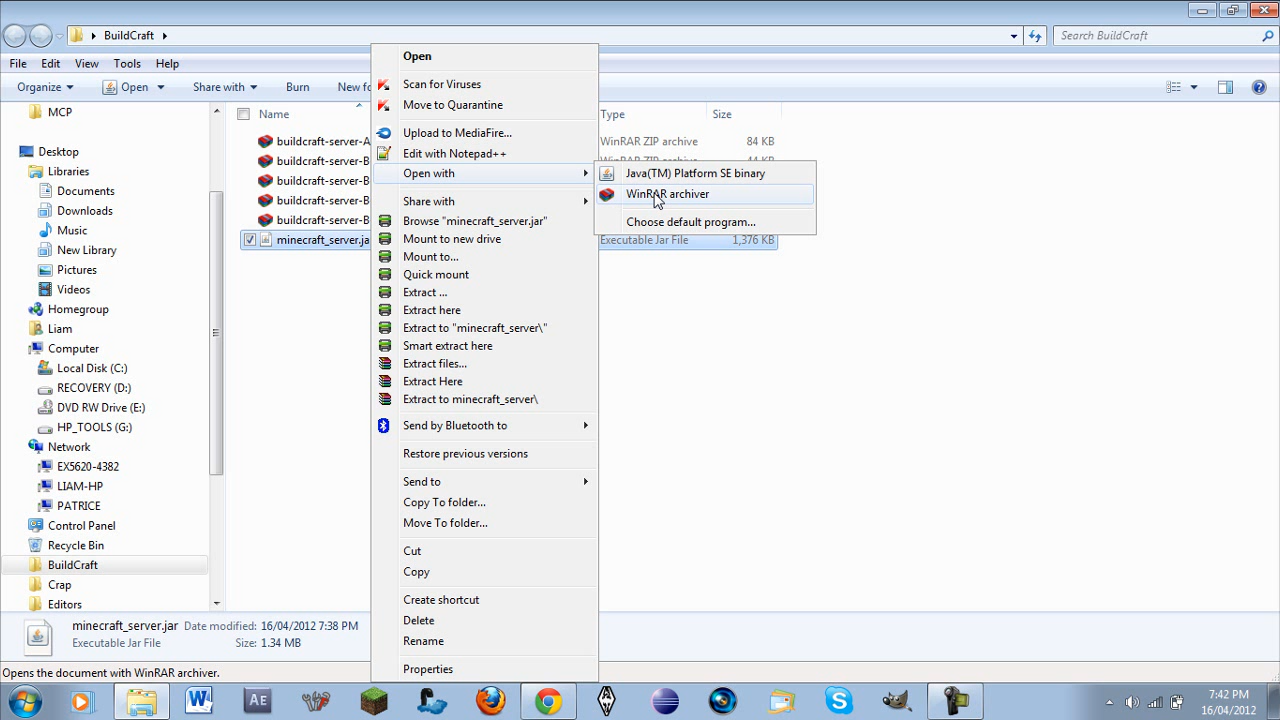 BuildCraft
Search BuildCraft
File Edit View Tools Help
Organize Open Share with Burn New fo
Name Type Size
MCP
Desktop
Libraries
Documents
Downloads
Music
New Library
Pictures
Videos
Homegroup
Liam
Computer
Local Disk (C:)
RECOVERY (D:)
DVD RW Drive (E:)
HP_TOOLS (G:)
Network
EX5620-4382
LIAM-HP
PATRICE
Control Panel
Recycle Bin
BuildCraft
Crap
Editors
buildcraft-server-A
WinRAR ZIP archive 84 KB
buildcraft-server-B
WinRAR ZIP archive 44 KB
buildcraft-server-B
buildcraft-server-B
buildcraft-server-B
minecraft_server.ja
Executable Jar File 1,376 KB
Open
Scan for Viruses
Move to Quarantine
Upload to MediaFire...
Edit with Notepad++
Open with
Share with
Browse "minecraft_server.jar"
Mount to new drive
Mount to...
Quick mount
Extract ...
Extract here
Extract to "minecraft_server\"
Smart extract here
Extract files...
Extract Here
Extract to minecraft_server\
Send by Bluetooth to
Restore previous versions
Send to
Copy To folder...
Move To folder...
Cut
Copy
Create shortcut
Delete
Rename
Properties
Java(TM) Platform SE binary
WinRAR archiver
Choose default program...
minecraft_server.jar Date modified: 16/04/2012 7:38 PM
Executable Jar File Size: 1.34 MB
Opens the document with WinRAR archiver.
W
Ae
7:42 PM
16/04/2012